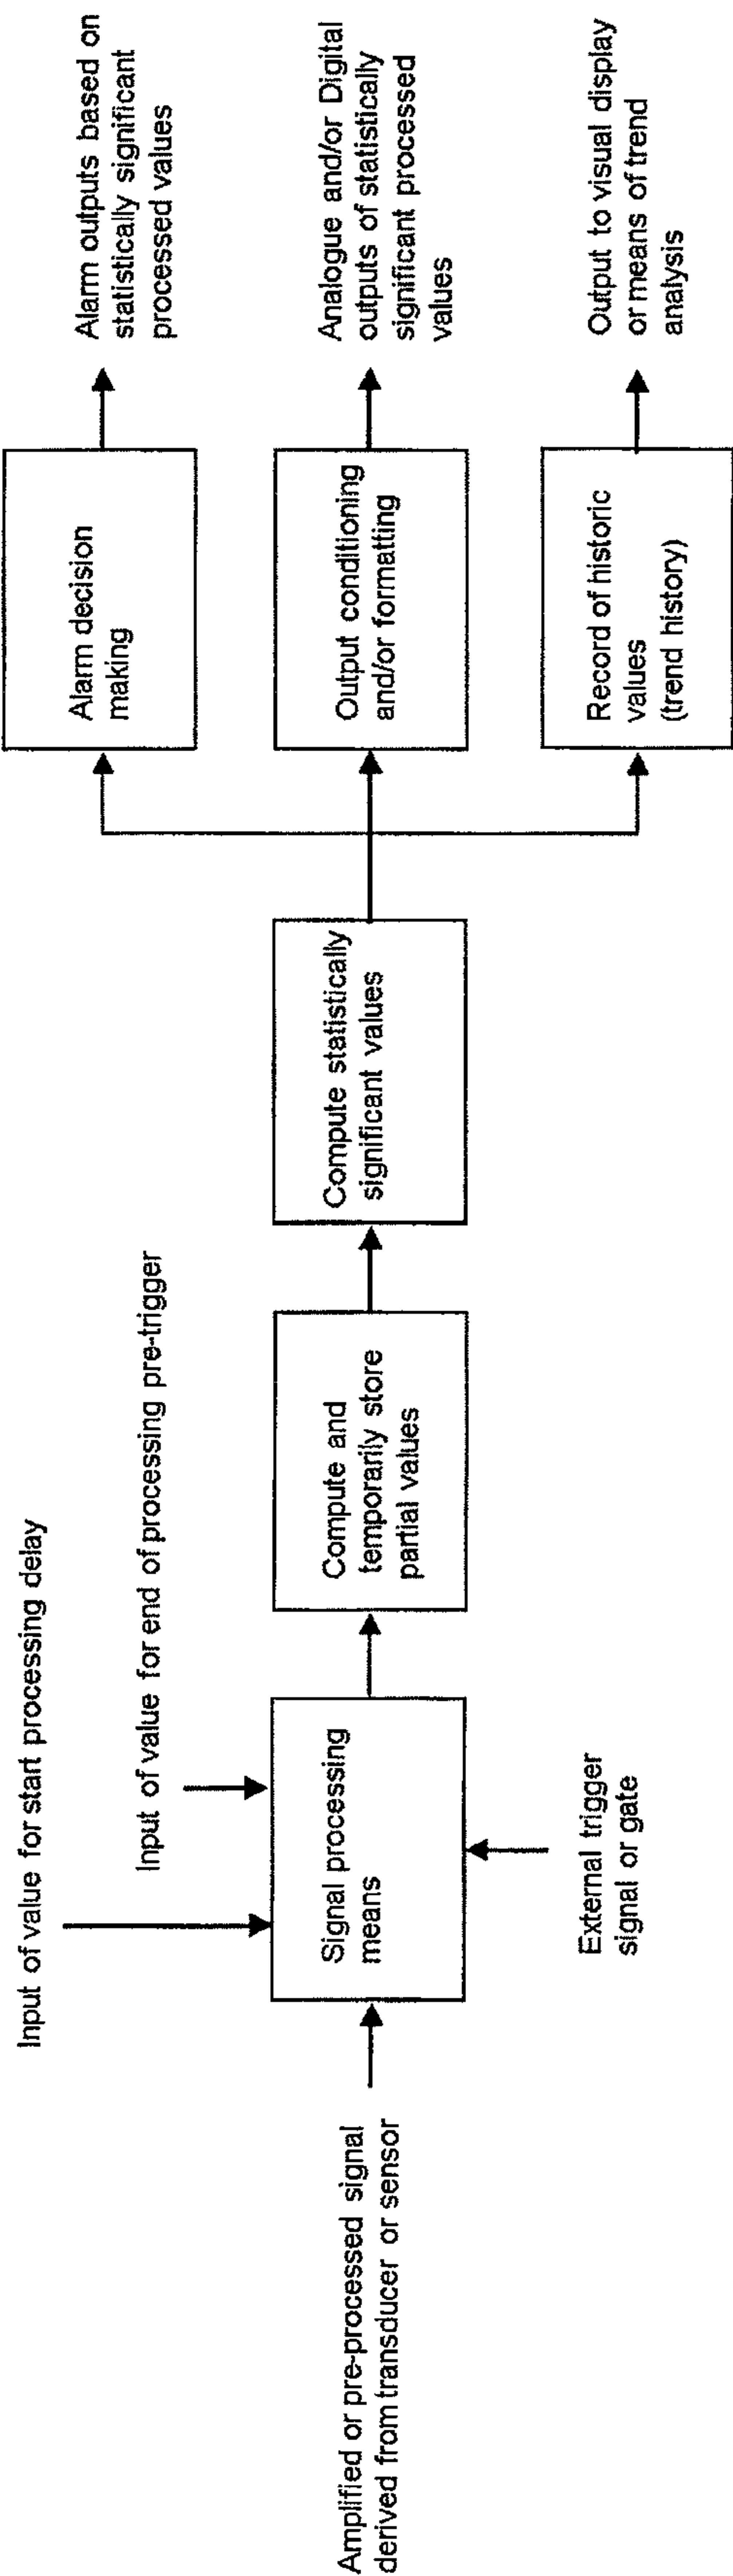 Input of value for start processing delay
Input of value for end of processing pre-trigger
Amplified or pre-processed signal
derived from transducer or sensor
Signal processing
means
External trigger
signal or gate
Compute and
temporarily store
partial values
Compute statistically
significant values
Alarm decision
making
Alarm outputs based on
statistically significant
processed values
Output conditioning
and/or formatting
Analogue and/or Digital
outputs of statistically
significant processed
values
Record of historic
values
(trend history)
Output to visual display
or means of trend
analysis